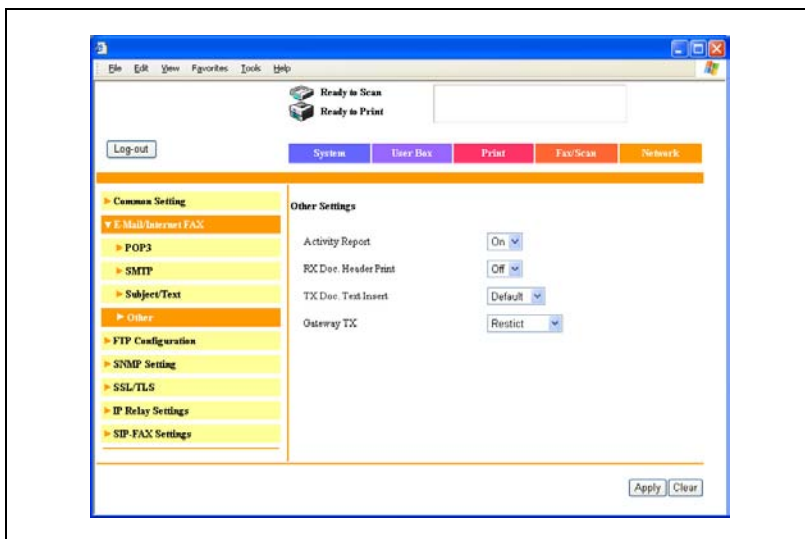 File Edit View Favorites Tools Help
Ready to Scan
Ready to Print
Log-out
System User Box Print Fax/Scan Network
Common Setting
E-Mail/Internet FAX
POP3
SMTP
Subject/Text
Other
FTP Configuration
SNMP Setting
SSL/TLS
IP Relay Settings
SIP-FAX Settings
Other Settings
Activity Report On
RX Doc. Header Print Off
TX Doc. Text Insert Default
Gateway TX Restict
Apply Clear